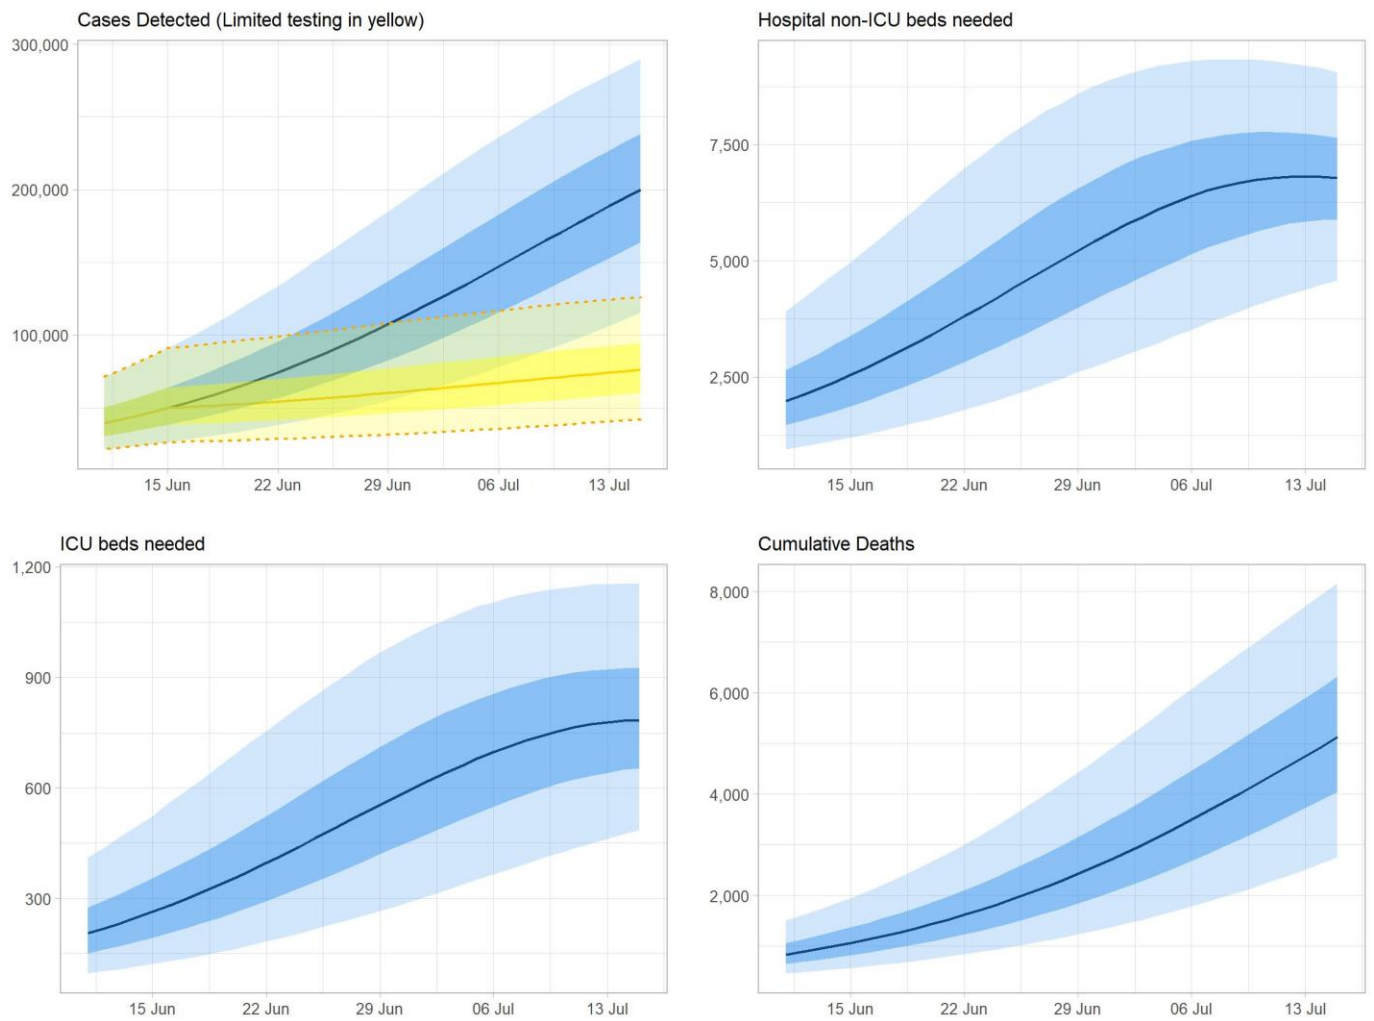 Cases Detected (Limited testing in yellow)
300,000
200,000
100,000
15 Jun 22 Jun 29 Jun 06 Jul 13 Jul
Hospital non-ICU beds needed
7,500
5,000
2,500
15 Jun 22 Jun 29 Jun 06 Jul 13 Jul
ICU beds needed
1,200
900
600
300
15 Jun 22 Jun 29 Jun 06 Jul 13 Jul
Cumulative Deaths
8,000
6,000
4,000
2,000
15 Jun 22 Jun 29 Jun 06 Jul 13 Jul